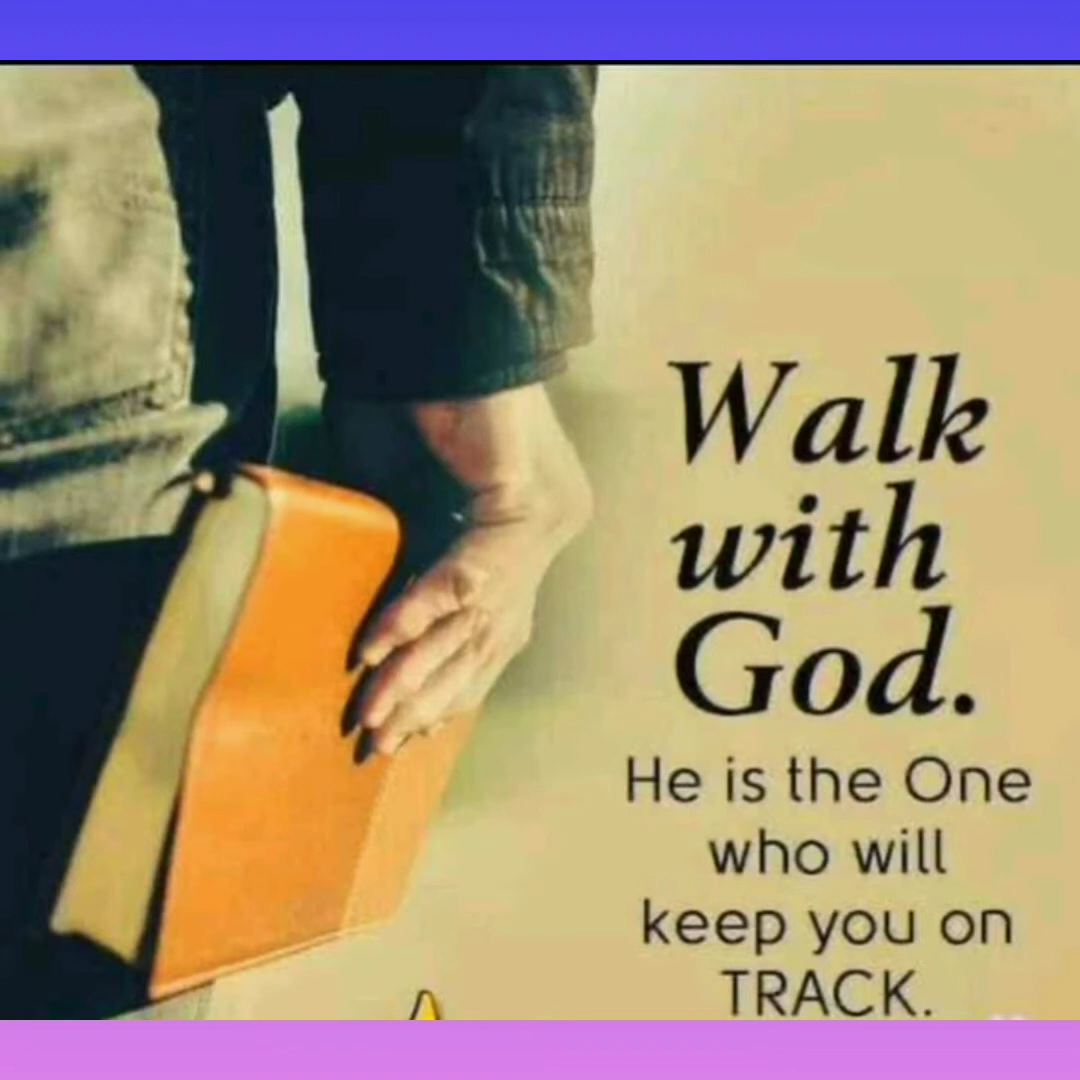 Walk
with
God.
He is the One
who will
keep you on
TRACK.